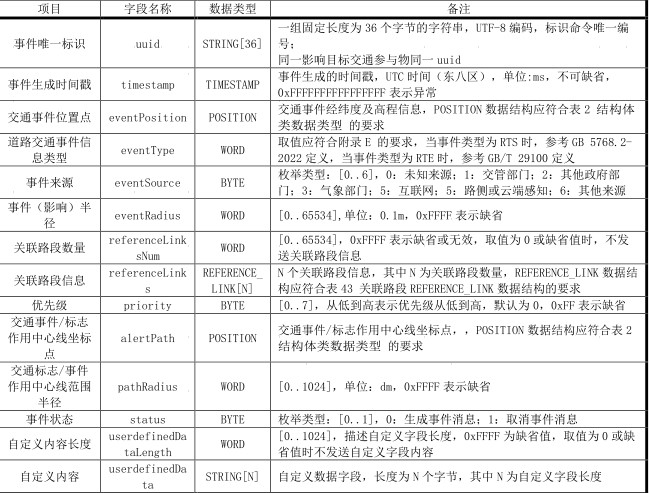 项目 字段名称 数据类型 备注
事件唯一标识 uuid STRING[36] 一组固定长度为 36 个字节的字符串, UTF-8 编码, 标识命令唯一编
号;
同一影响目标交通参与物同一 uuid
事件生成时间戳 timestamp TIMESTAMP 事件生成的时间戳, UTC 时间（东八区）, 单位:ms, 不可缺省,
0xFFFFFFFFFFFFFFFF 表示异常
交通事件位置点 eventPosition POSITION 交通事件经纬度及高程信息, POSITION 数据结构应符合表 2 结构体
类数据类型 的要求
道路交通事件信
息类型 eventType WORD 取值应符合附录 E 的要求, 当事件类型为 RTS 时, 参考 GB 5768.2-
2022 定义, 当事件类型为 RTE 时, 参考 GB/T 29100 定义
事件来源 eventSource BYTE 枚举类型: [0..6], 0: 未知来源; 1: 交管部门; 2: 其他政府部
门; 3: 气象部门; 5: 互联网; 5: 路侧或云端感知; 6: 其他来源
事件（影响）半
径 eventRadius WORD [0..65534],单位: 0.1m, 0xFFFF 表示缺省
关联路段数量 referenceLink
sNum WORD [0..65534], 0xFFFF 表示缺省或无效, 取值为 0 或缺省值时, 不发
送关联路段信息
关联路段信息 referenceLink
s REFERENCE_
LINK[N] N 个关联路段信息, 其中 N 为关联路段数量, REFERENCE_LINK 数据结
构应符合表 43 关联路段 REFERENCE_LINK 数据结构的要求
优先级 priority BYTE [0..7], 从低到高表示优先级从低到高, 默认为 0, 0xFF 表示缺省
交通事件/标志
作用中心线坐标
点 alertPath POSITION 交通事件/标志作用中心线坐标点, , POSITION 数据结构应符合表 2
结构体类数据类型 的要求
交通标志/事件
作用中心线范围
半径 pathRadius WORD [0..1024], 单位: dm, 0xFFFF 表示缺省
事件状态 status BYTE 枚举类型: [0..1], 0: 生成事件消息; 1: 取消事件消息
自定义内容长度 userdefinedDa
taLength WORD [0..1024], 描述自定义字段长度, 0xFFFF 为缺省值, 取值为 0 或缺
省值时不发送自定义字段内容
自定义内容 userdefinedDa
ta STRING[N] 自定义数据字段, 长度为 N 个字节, 其中 N 为自定义字段长度